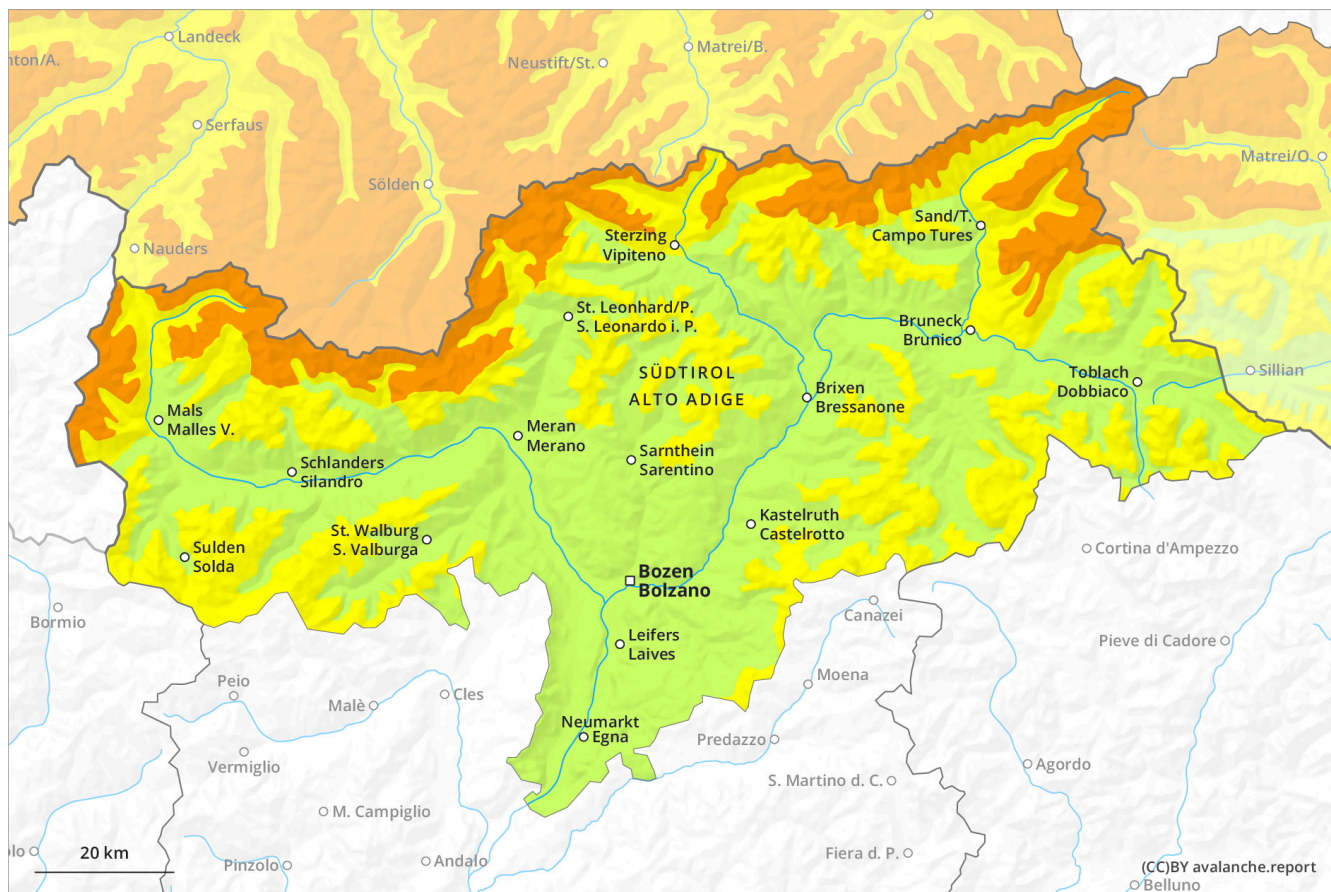 Landeck
nton/A.
Neustift/St.
Matrei/B.
Serfaus
Matrei/O.
Sölden
Nauders
Sterzing
Vipiteno
Sand/T.
Campo Tures
St. Leonhard/P.
S. Leonardo i. P.
Bruneck
Brunico
SÜDTIROL
ALTO ADIGE
Toblach
Dobbiaco
Sillian
Mals
Malles V.
Brixen
Bressanone
Meran
Merano
Schlanders
Silandro
Sarnthein
Sarentino
Kastelruth
Castelrotto
St. Walburg
S. Valburga
Sulden
Solda
Cortina d'Ampezzo
Bozen
Bolzano
Bormio
Canazei
Leifers
Laives
Pieve di Cadore
Peio
Moena
Malè
Cles
Neumarkt
Egna
Predazzo
Vermiglio
Agordo
S. Martino d. C.
M. Campiglio
olo
20 km
Pinzolo
Andalo
Fiera d. P.
(CC)BY avalanche.report
Belluno